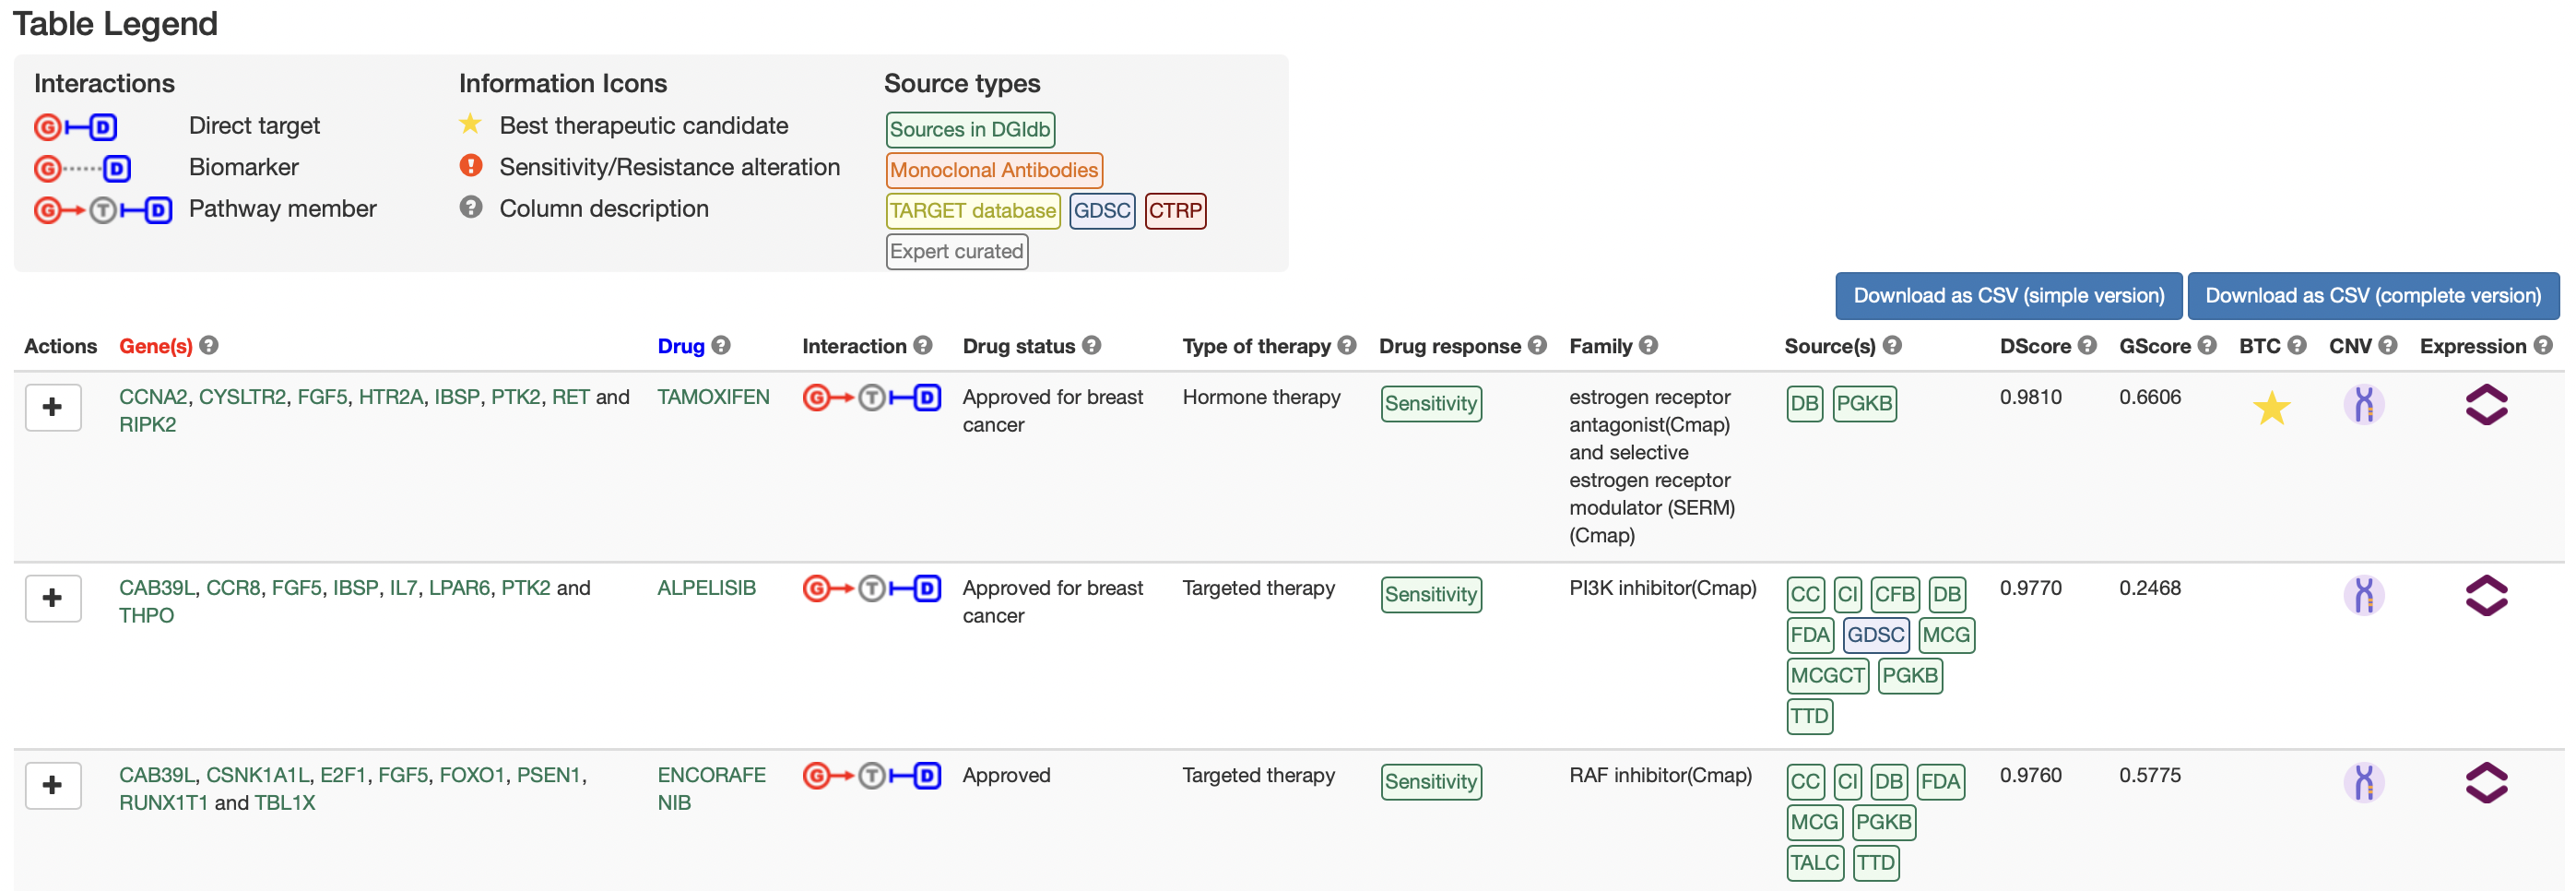 Table Legend
Interactions
G D Direct target
G D Biomarker
G T D Pathway member
Information Icons
Best therapeutic candidate
! Sensitivity/Resistance alteration
? Column description
Source types
Sources in DGIdb
Monoclonal Antibodies
TARGET database GDSC CTRP
Expert curated
Download as CSV (simple version) Download as CSV (complete version)
Actions Gene(s) ? Drug ? Interaction ? Drug status ? Type of therapy ? Drug response ? Family ? Source(s) ? DScore ? GScore ? BTC ? CNV ? Expression ?
+
CCNA2, CYSLTR2, FGF5, HTR2A, IBSP, PTK2, RET and
RIPK2
TAMOXIFEN
G T D
Approved for breast
cancer
Hormone therapy
Sensitivity
estrogen receptor
antagonist(Cmap)
and selective
estrogen receptor
modulator (SERM)
(Cmap)
DB PGKB
0.9810
0.6606
+
CAB39L, CCR8, FGF5, IBSP, IL7, LPAR6, PTK2 and
THPO
ALPELISIB
G T D
Approved for breast
cancer
Targeted therapy
Sensitivity
PI3K inhibitor(Cmap)
CC CI CFB DB
FDA GDSC MCG
MCGCT PGKB
TTD
0.9770
0.2468
+
CAB39L, CSNK1A1L, E2F1, FGF5, FOXO1, PSEN1,
RUNX1T1 and TBL1X
ENCORAFE
NIB
G T D
Approved
Targeted therapy
Sensitivity
RAF inhibitor(Cmap)
CC CI DB FDA
MCG PGKB
TALC TTD
0.9760
0.5775